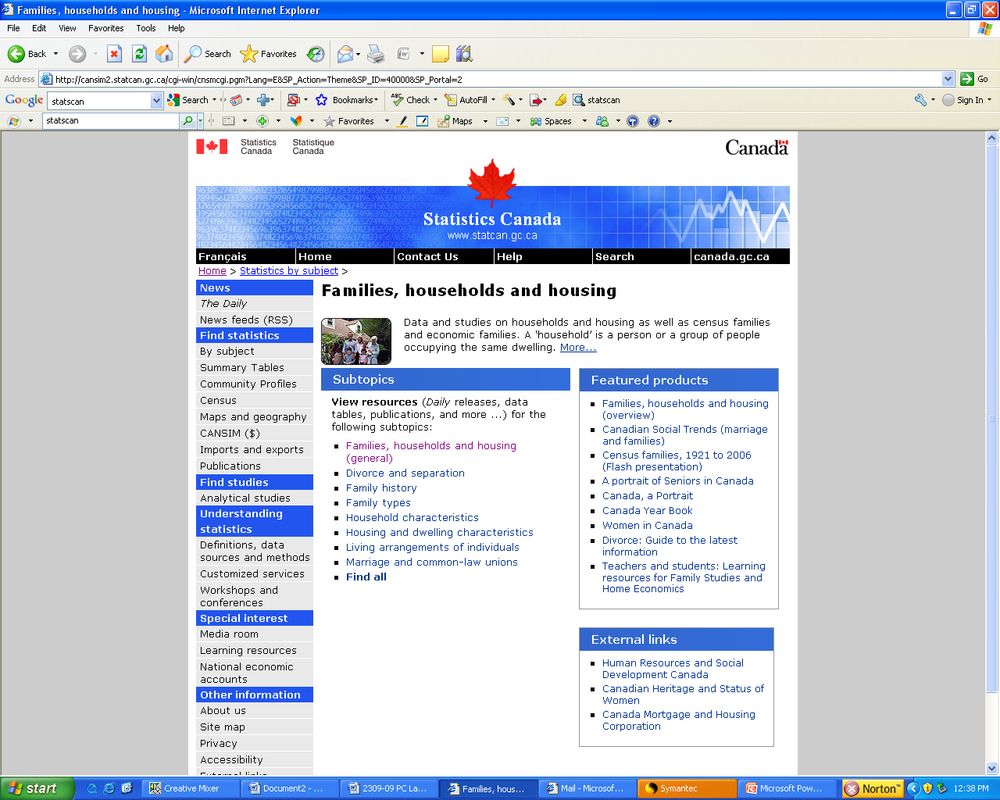 Families, households and housing - Microsoft Internet Explorer
File Edit View Favorites Tools Help
Back Search Favorites
Address http://cansim2.statcan.gc.ca/cgi-win/cnsmcgi.pgm?Lang=E&SP_Action=Theme&SP_ID=40000&SP_Portal=2 Go
Google statscan Search Bookmarks ABC Check AutoFill statscan Sign In
statscan Favorites Maps Spaces
Statistics Canada
Statistique Canada
Canada
Statistics Canada
www.statcan.gc.ca
Français Home Contact Us Help Search canada.gc.ca
Home > Statistics by subject >
News
The Daily
News feeds (RSS)
Find statistics
By subject
Summary Tables
Community Profiles
Census
Maps and geography
CANSIM ($)
Imports and exports
Publications
Find studies
Analytical studies
Understanding
statistics
Definitions, data
sources and methods
Customized services
Workshops and
conferences
Special interest
Media room
Learning resources
National economic
accounts
Other information
About us
Site map
Privacy
Accessibility
External links
Families, households and housing
Data and studies on households and housing as well as census families
and economic families. A ‘household’ is a person or a group of people
occupying the same dwelling. More...
Subtopics
View resources (Daily releases, data
tables, publications, and more ...) for the
following subtopics:
Families, households and housing
(general)
Divorce and separation
Family history
Family types
Household characteristics
Housing and dwelling characteristics
Living arrangements of individuals
Marriage and common-law unions
Find all
Featured products
Families, households and housing
(overview)
Canadian Social Trends (marriage
and families)
Census families, 1921 to 2006
(Flash presentation)
A portrait of Seniors in Canada
Canada, a Portrait
Canada Year Book
Women in Canada
Divorce: Guide to the latest
information
Teachers and students: Learning
resources for Family Studies and
Home Economics
External links
Human Resources and Social
Development Canada
Canadian Heritage and Status of
Women
Canada Mortgage and Housing
Corporation
start Creative Mixer Document2 - ... 2309-09 PC La... Families, hous... Mail - Microsof... Symantec Microsoft Pow... Norton™ 12:38 PM